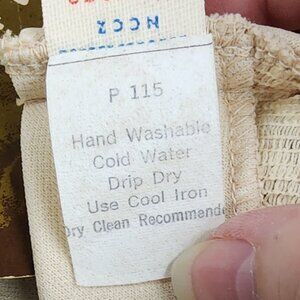 P 115
Hand Washable
Cold Water
Drip Dry
Use Cool Iron
Dry Clean Recommende